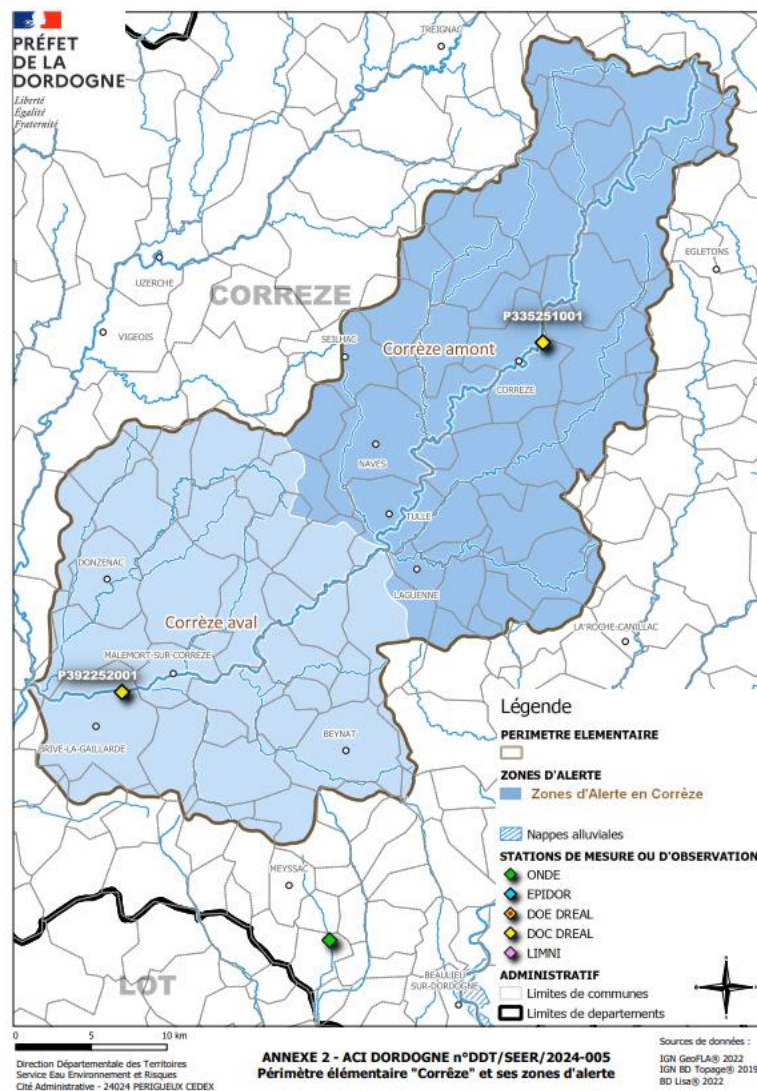 PRÉFET
DE LA
DORDOGNE
Liberté
Égalité
Fraternité
TREIGNAC
EGLETONS
UZERCHE
CORREZE
P335251001
VIGEOIS
SEILHAC
Corrèze amont
CORREZE
NAVES
TULLE
DONZENAC
LAGUENNE
Corrèze aval
LA ROCHE-CANILLAC
MALEMORT-SUR-CORREZE
P392252001
BRIVE-LA-GAILLARDE
BEYNAT
MEYSSAC
LOT
BEAULIEU
SUR-DORDOGNE
Légende
PERIMETRE ELEMENTAIRE
ZONES D'ALERTE
Zones d'Alerte en Corrèze
Nappes alluviales
STATIONS DE MESURE OU D'OBSERVATION
ONDE
EPIDOR
DOE DREAL
DOC DREAL
LIMNI
ADMINISTRATIF
Limites de communes
Limites de departements
0 5 10 km
Direction Départementale des Territoires
Service Eau Environnement et Risques
Cité Administrative - 24024 PERIGUEUX CEDEX
ANNEXE 2 - ACI DORDOGNE n°DDT/SEER/2024-005
Périmètre élémentaire "Corrêze" et ses zones d'alerte
Sources de données :
IGN GeoFLA® 2022
IGN BD Topage® 2019
BD Lisa® 2022